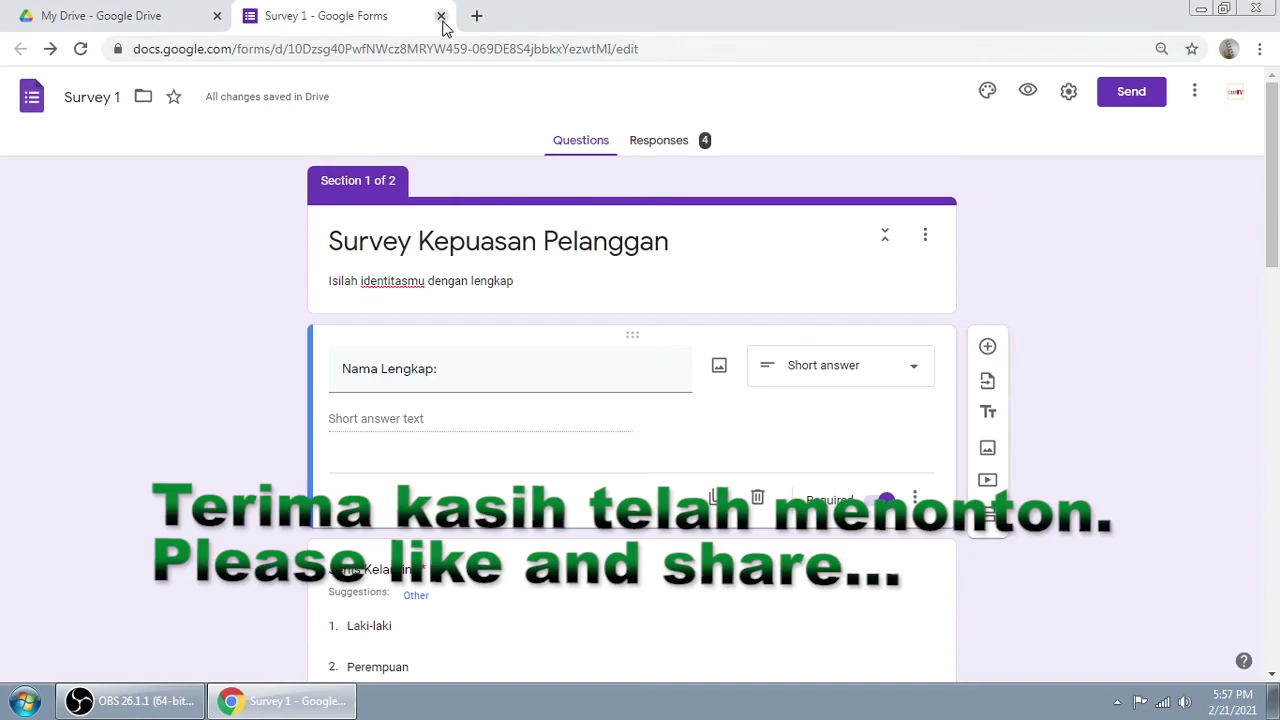 My Drive - Google Drive
Survey 1 - Google Forms
docs.google.com/forms/d/10Dzsg40PwfNWcz8MRYW459-069DE8S4jbbkxYezwtMI/edit
Survey 1
All changes saved in Drive
Send
Questions
Responses 4
Section 1 of 2
Survey Kepuasan Pelanggan
Isilah identitasmu dengan lengkap
Nama Lengkap:
Short answer
Short answer text
Required
Terima kasih telah menonton.
Please like and share...
Jenis Kelamin *
Suggestions: Other
1. Laki-laki
2. Perempuan
OBS 26.1.1 (64-bit...
Survey 1 - Google...
5:57 PM
2/21/2021